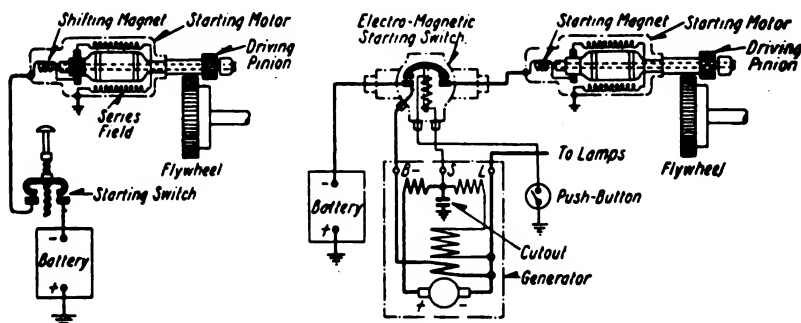 Shifting Magnet
Starting Motor
Driving
Pinion
Series
Field
Flywheel
Starting Switch
-
Battery
+
Electro-Magnetic
Starting Switch
Starting Magnet
Starting Motor
Driving
Pinion
Flywheel
B- S L
To Lamps
Push-Button
-
Battery
+
Cutout
Generator
+ -